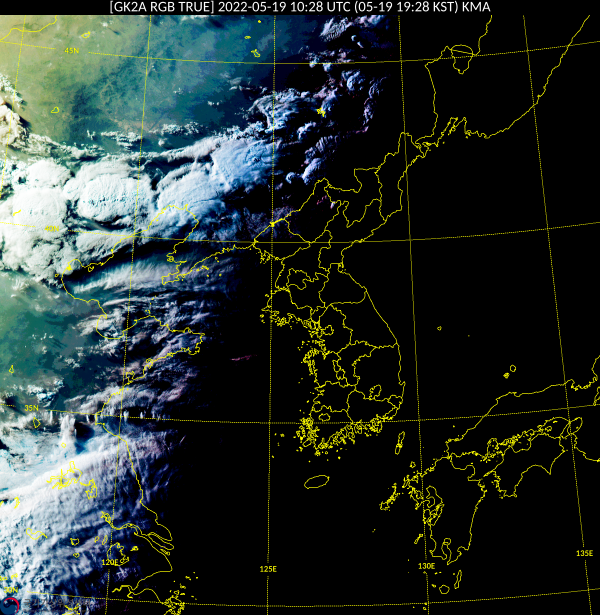 [GK2A RGB TRUE] 2022-05-19 10:28 UTC (05-19 19:28 KST) KMA
45N
35N
120E
125E
130E
135E